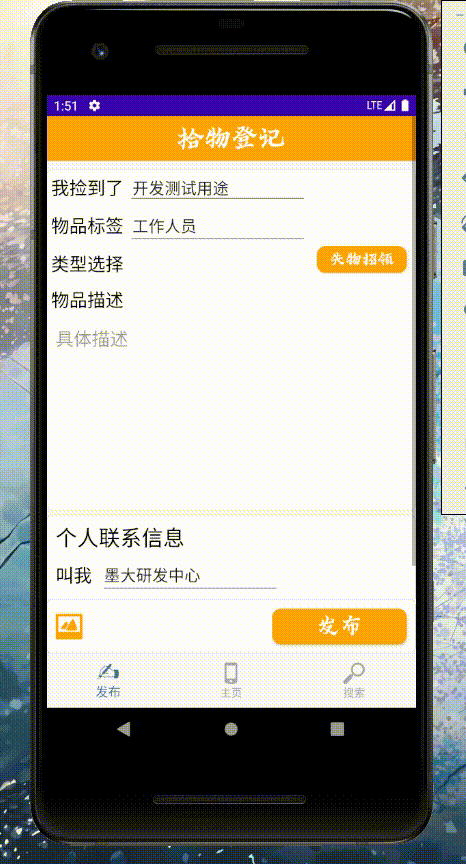 1:51 LTE
拾物登记
我捡到了 开发测试用途
物品标签 工作人员
类型选择 失物招领
物品描述
具体描述
个人联系信息
叫我 墨大研发中心
发布
发布 主页 搜索